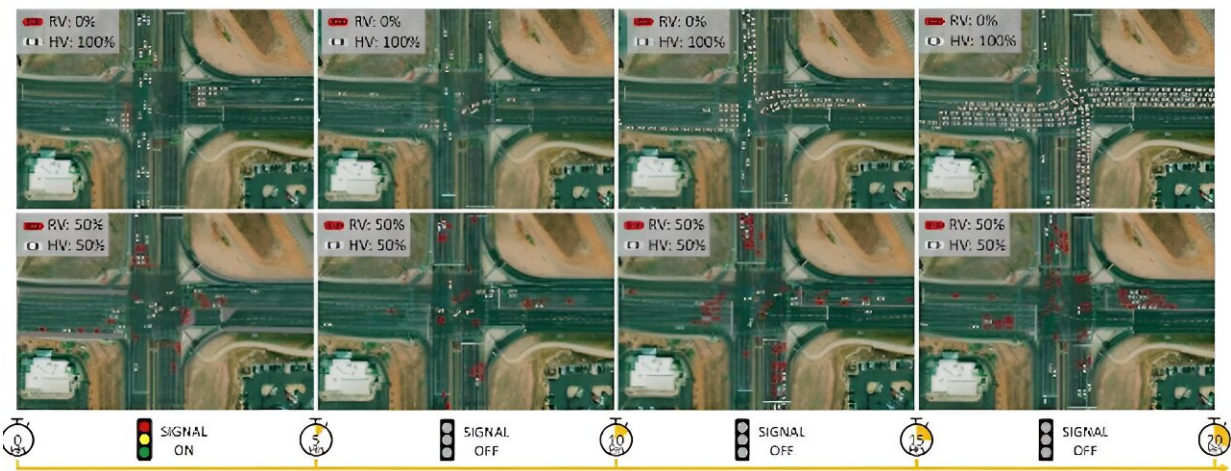 RV: 0%
HV: 100%
RV: 0%
HV: 100%
RV: 0%
HV: 100%
RV: 0%
HV: 100%
RV: 50%
HV: 50%
RV: 50%
HV: 50%
RV: 50%
HV: 50%
RV: 50%
HV: 50%
0
SIGNAL
ON
5
SIGNAL
OFF
10
SIGNAL
OFF
15
SIGNAL
OFF
20